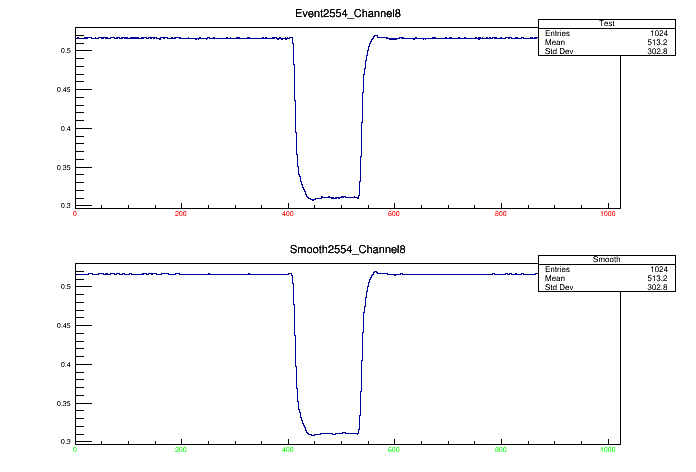 Event2554_Channel8
Test
Entries 1024
Mean 513.2
Std Dev 302.8
0.5
0.45
0.4
0.35
0.3
0 200 400 600 800 1000
Smooth2554_Channel8
Smooth
Entries 1024
Mean 513.2
Std Dev 302.8
0.5
0.45
0.4
0.35
0.3
0 200 400 600 800 1000